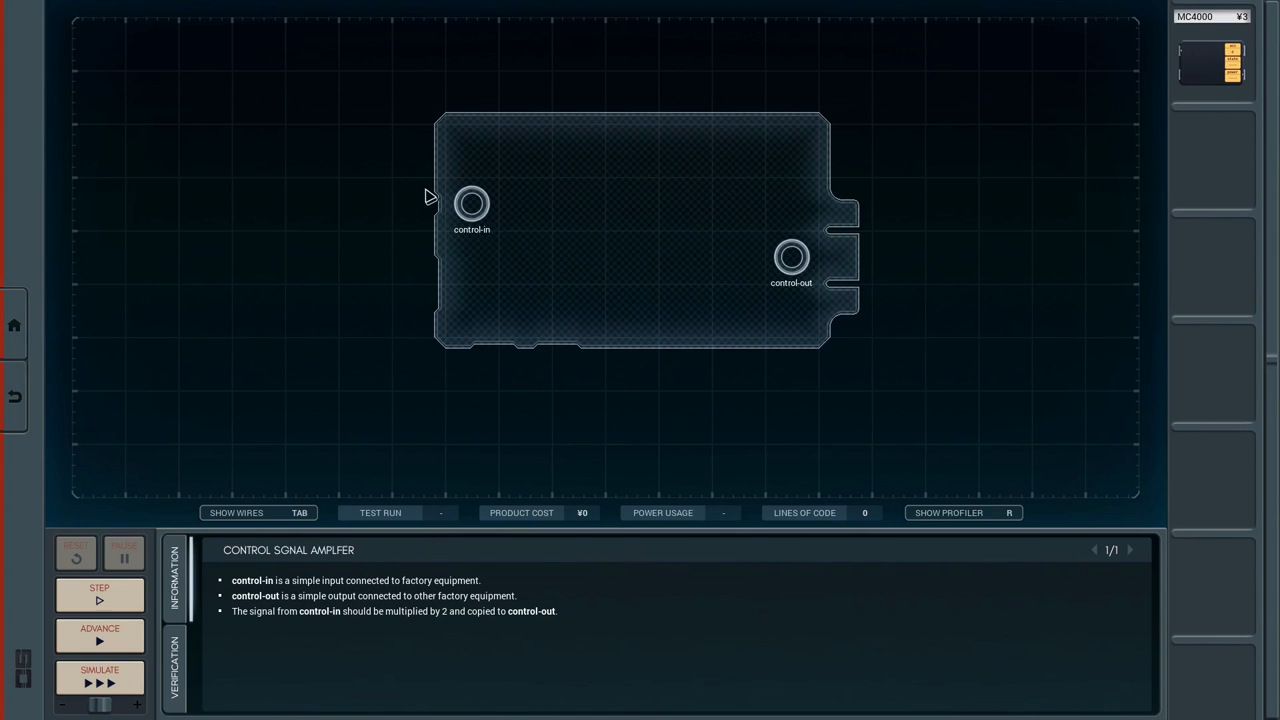 MC4000 ¥3
acc
state
power
control-in
control-out
SHOW WIRES TAB
TEST RUN -
PRODUCT COST ¥0
POWER USAGE -
LINES OF CODE 0
SHOW PROFILER R
RESET
PAUSE
STEP
ADVANCE
SIMULATE
- +
INFORMATION
VERIFICATION
CONTROL SGNAL AMPLFER
1/1
▪ control-in is a simple input connected to factory equipment.
▪ control-out is a simple output connected to other factory equipment.
▪ The signal from control-in should be multiplied by 2 and copied to control-out.